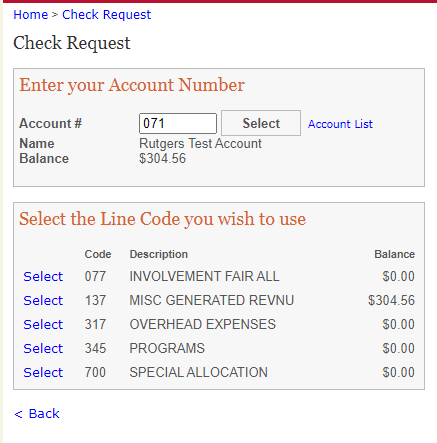 Home > Check Request
Check Request
Enter your Account Number
Account # 071 Select Account List
Name Rutgers Test Account
Balance $304.56
Select the Line Code you wish to use
Code Description Balance
Select 077 INVOLVEMENT FAIR ALL $0.00
Select 137 MISC GENERATED REVNU $304.56
Select 317 OVERHEAD EXPENSES $0.00
Select 345 PROGRAMS $0.00
Select 700 SPECIAL ALLOCATION $0.00
< Back